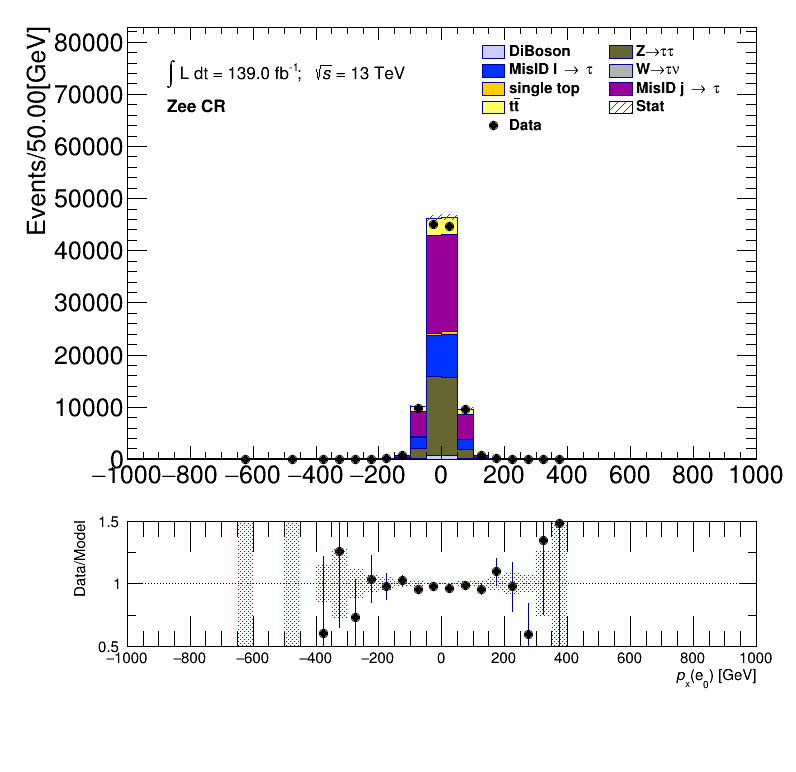 80000
70000
60000
50000
40000
30000
20000
10000
0
Events/50.00[GeV]
∫ L dt = 139.0 fb⁻¹; √s = 13 TeV
Zee CR
DiBoson Z→ττ
MisID l → τ W→τν
single top MisID j → τ
tt̄ Stat
Data
−1000 −800 −600 −400 −200 0 200 400 600 800 1000
Data/Model
1.5
1
0.5
−1000 −800 −600 −400 −200 0 200 400 600 800 1000
pₓ(e₀) [GeV]